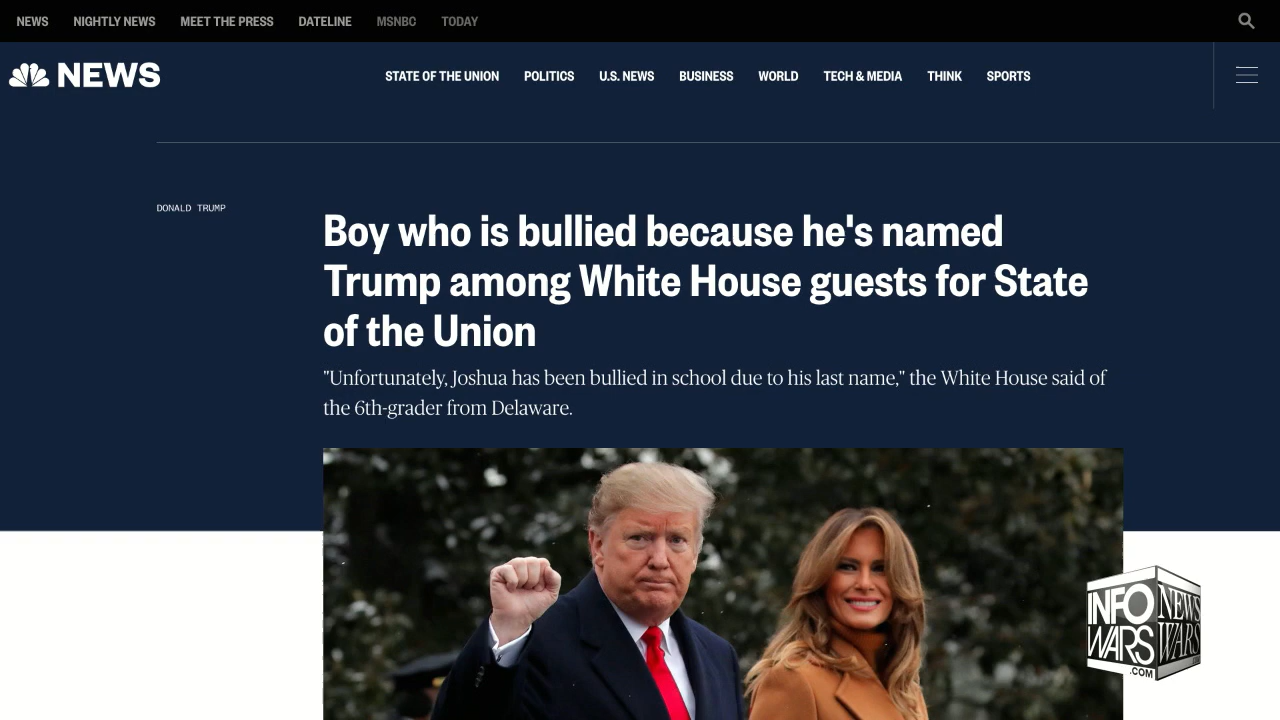 NEWS NIGHTLY NEWS MEET THE PRESS DATELINE MSNBC TODAY
NEWS
STATE OF THE UNION POLITICS U.S. NEWS BUSINESS WORLD TECH & MEDIA THINK SPORTS
DONALD TRUMP
Boy who is bullied because he's named
Trump among White House guests for State
of the Union
"Unfortunately, Joshua has been bullied in school due to his last name," the White House said of
the 6th-grader from Delaware.
INFO
WARS
.COM
NEWS
WARS